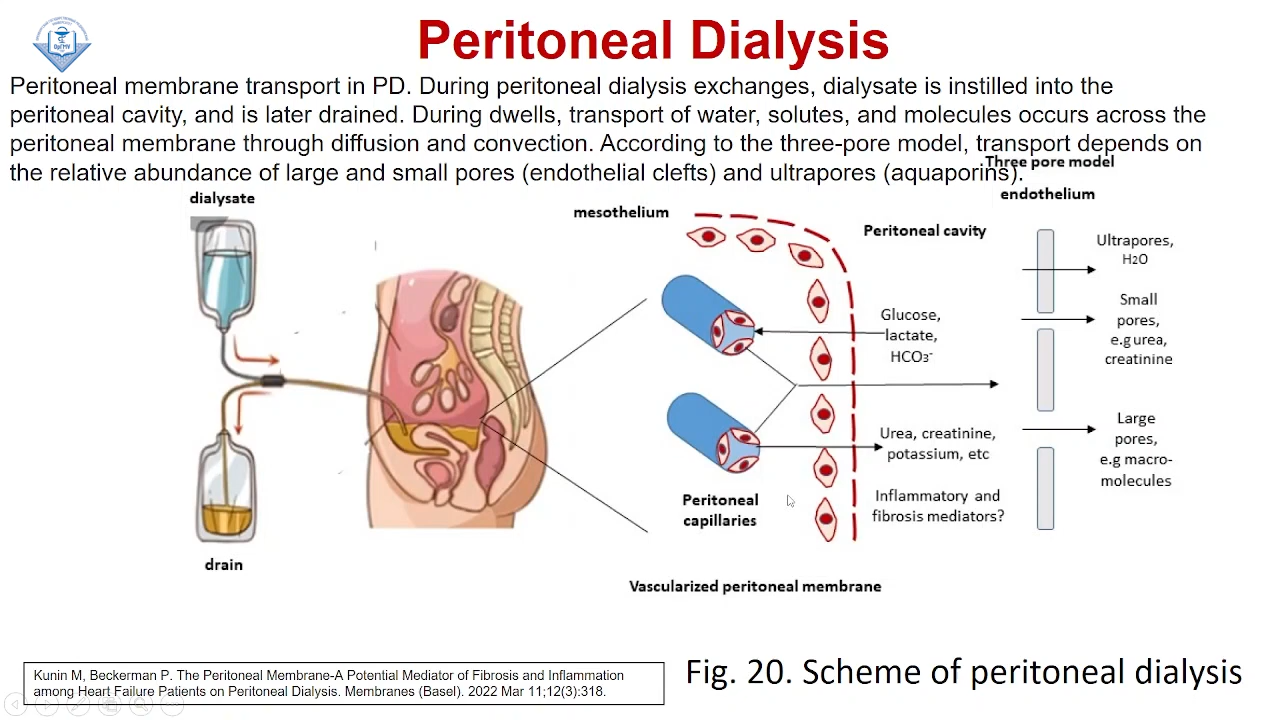 Peritoneal Dialysis
ОрГМУ
Peritoneal membrane transport in PD. During peritoneal dialysis exchanges, dialysate is instilled into the
peritoneal cavity, and is later drained. During dwells, transport of water, solutes, and molecules occurs across the
peritoneal membrane through diffusion and convection. According to the three-pore model, transport depends on
the relative abundance of large and small pores (endothelial clefts) and ultrapores (aquaporins).
Three pore model
endothelium
dialysate
mesothelium
Peritoneal cavity
Ultrapores,
H2O
Small
pores,
e.g urea,
creatinine
Glucose,
lactate,
HCO3-
Large
pores,
e.g macro-
molecules
Urea, creatinine,
potassium, etc
Inflammatory and
fibrosis mediators?
Peritoneal
capillaries
drain
Vascularized peritoneal membrane
Kunin M, Beckerman P. The Peritoneal Membrane-A Potential Mediator of Fibrosis and Inflammation
among Heart Failure Patients on Peritoneal Dialysis. Membranes (Basel). 2022 Mar 11;12(3):318.
Fig. 20. Scheme of peritoneal dialysis